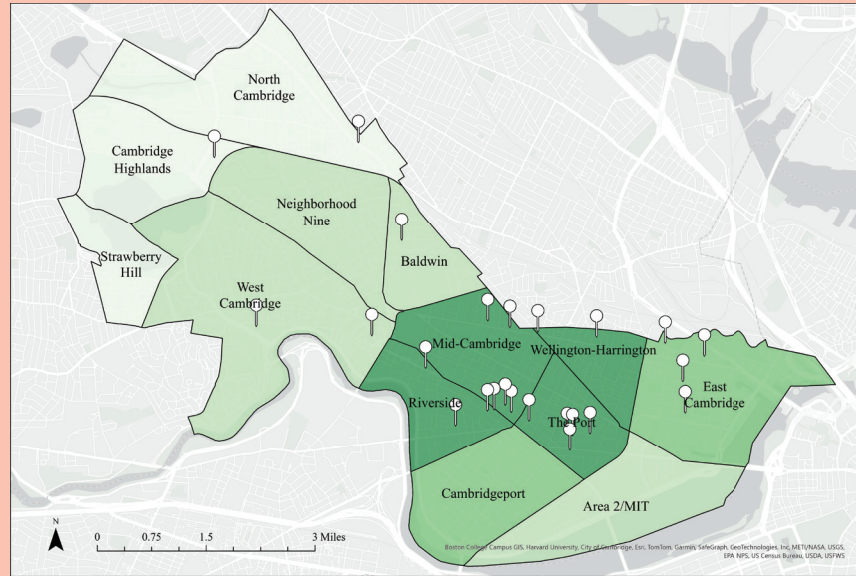 North
Cambridge
Cambridge
Highlands
Neighborhood
Nine
Strawberry
Hill
Baldwin
West
Cambridge
Mid-Cambridge
Wellington-Harrington
East
Cambridge
Riverside
The Port
Cambridgeport
Area 2/MIT
N
0 0.75 1.5 3 Miles
Boston College Campus GIS, Harvard University, City of Cambridge, Esri, TomTom, Garmin, SafeGraph, GeoTechnologies, Inc, METI/NASA, USGS,
EPA, NPS, US Census Bureau, USDA, USFWS